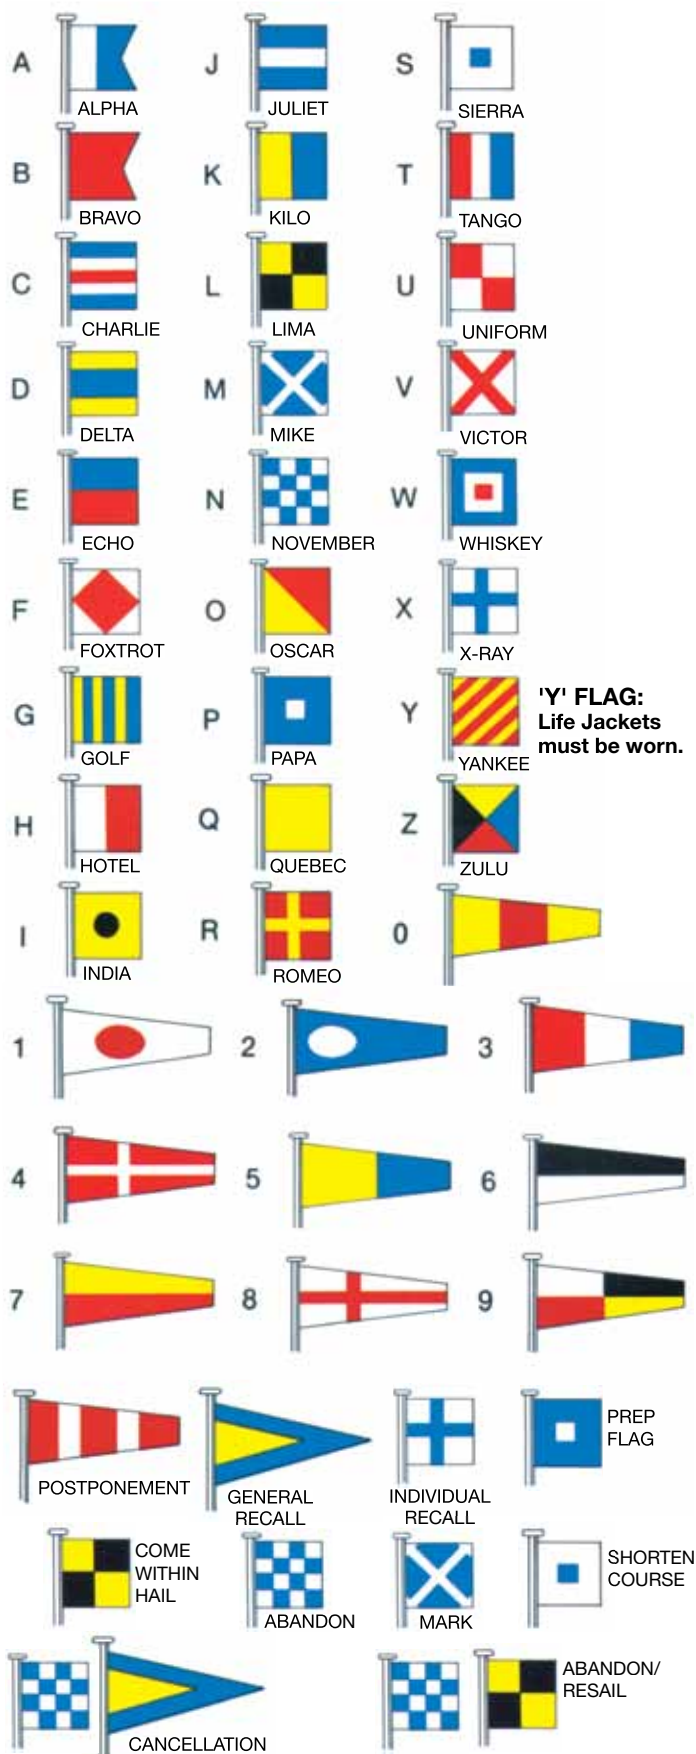 A
ALPHA
J
JULIET
S
SIERRA
B
BRAVO
K
KILO
T
TANGO
C
CHARLIE
L
LIMA
U
UNIFORM
D
DELTA
M
MIKE
V
VICTOR
E
ECHO
N
NOVEMBER
W
WHISKEY
F
FOXTROT
O
OSCAR
X
X-RAY
G
GOLF
P
PAPA
Y
YANKEE
'Y' FLAG:
Life Jackets
must be worn.
H
HOTEL
Q
QUEBEC
Z
ZULU
I
INDIA
R
ROMEO
0
1
2
3
4
5
6
7
8
9
POSTPONEMENT
GENERAL
RECALL
INDIVIDUAL
RECALL
PREP
FLAG
COME
WITHIN
HAIL
ABANDON
MARK
SHORTEN
COURSE
CANCELLATION
ABANDON/
RESAIL